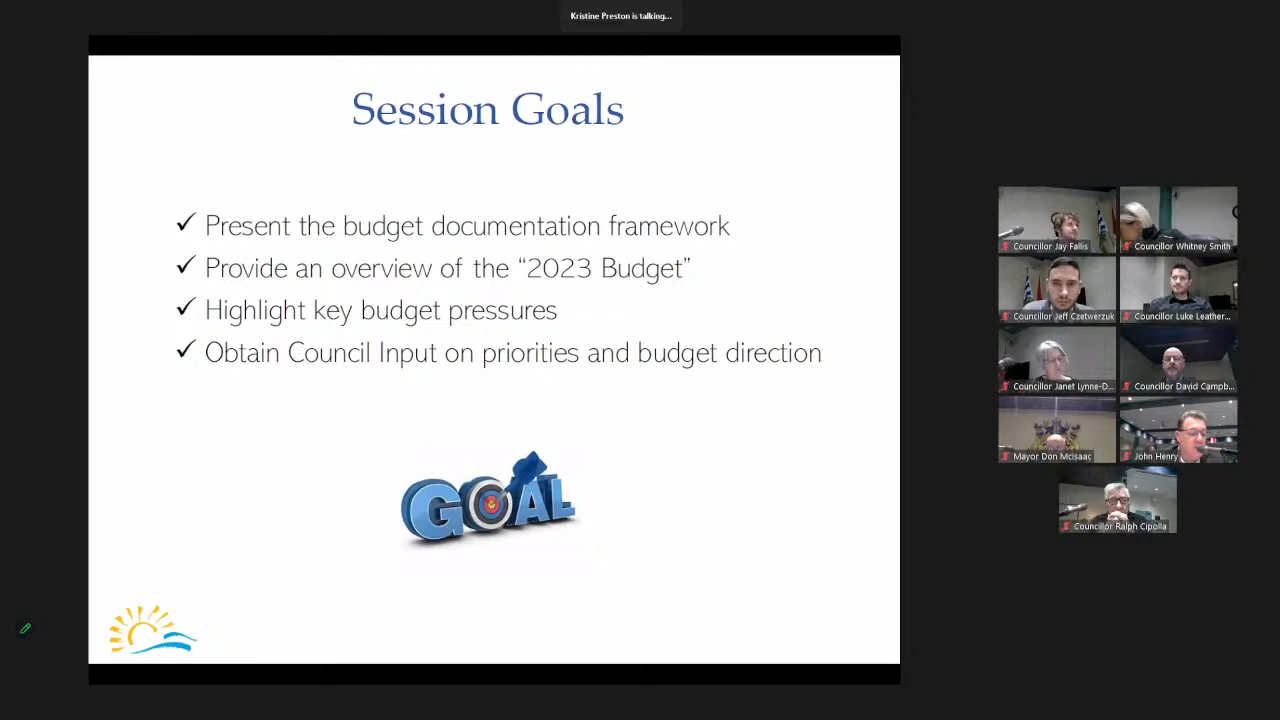 Kristine Preston is talking...
Session Goals
✓ Present the budget documentation framework
✓ Provide an overview of the “2023 Budget”
✓ Highlight key budget pressures
✓ Obtain Council Input on priorities and budget direction
GOAL
Councillor Jay Fallis
Councillor Whitney Smith
Councillor Jeff Czetwerzuk
Councillor Luke Leather...
Councillor Janet Lynne-D...
Councillor David Campb...
Mayor Don McIsaac
John Henry
Councillor Ralph Cipolla